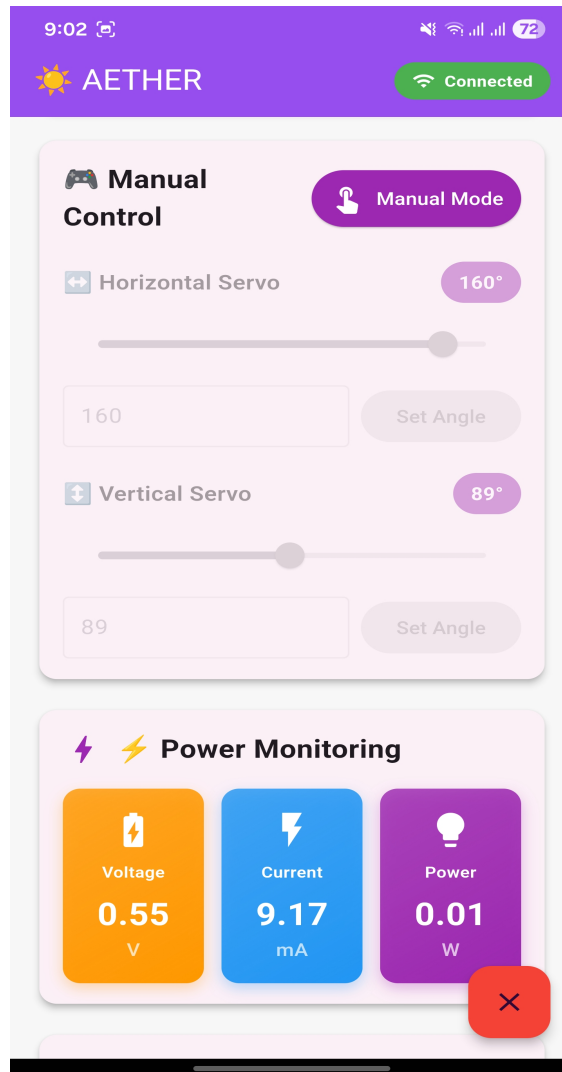 9:02
72
AETHER
Connected
Manual
Control
Manual Mode
Horizontal Servo
160°
160
Set Angle
Vertical Servo
89°
89
Set Angle
Power Monitoring
Voltage
0.55
V
Current
9.17
mA
Power
0.01
W